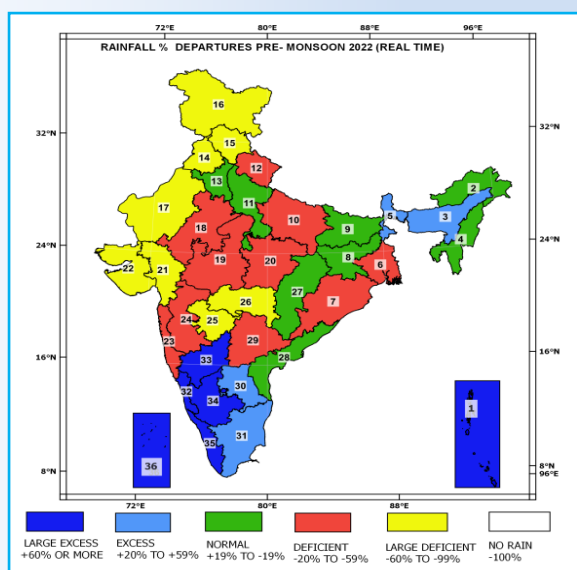 72°E 80°E 88°E 96°E
RAINFALL % DEPARTURES PRE- MONSOON 2022 (REAL TIME)
16
32°N 32°N
15
14
12
13
2
11
17
5
3
10
18
9
4
24°N 24°N
8
19
20
6
21
22
27
26
7
24
25
23
29
28
33
16°N 16°N
30
32
34
1
31
35
36
8°N 8°N
96°E
72°E 80°E 88°E
LARGE EXCESS
+60% OR MORE
EXCESS
+20% TO +59%
NORMAL
+19% TO -19%
DEFICIENT
-20% TO -59%
LARGE DEFICIENT
-60% TO -99%
NO RAIN
-100%